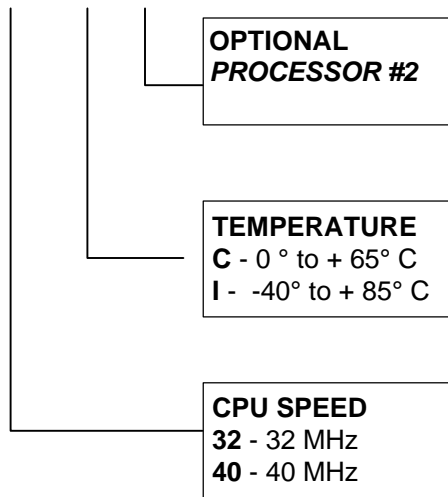 OPTIONAL
PROCESSOR #2
TEMPERATURE
C - 0 ° to + 65° C
I -  -40° to + 85° C
CPU SPEED
32 - 32 MHz
40 - 40 MHz